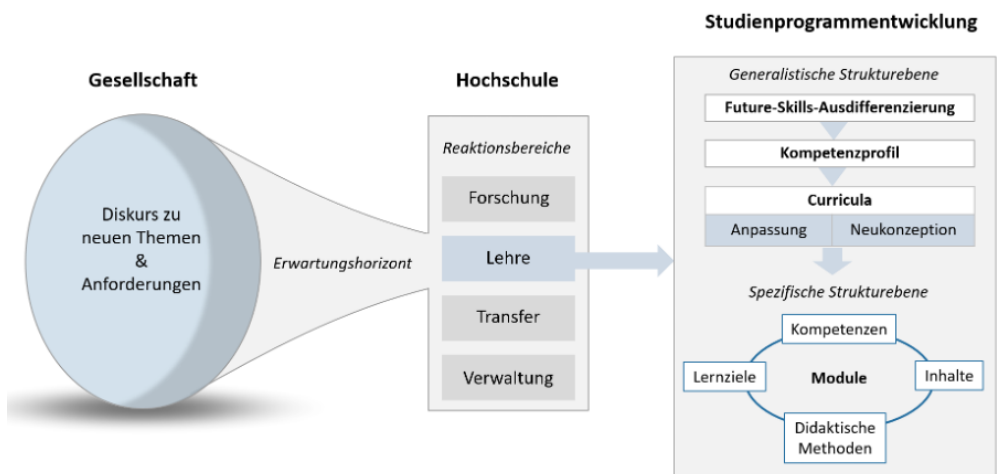 Gesellschaft
Diskurs zu
neuen Themen
&
Anforderungen
Erwartungshorizont
Hochschule
Reaktionsbereiche
Forschung
Lehre
Transfer
Verwaltung
Studienprogrammentwicklung
Generalistische Strukturebene
Future-Skills-Ausdifferenzierung
Kompetenzprofil
Curricula
Anpassung
Neukonzeption
Spezifische Strukturebene
Kompetenzen
Lernziele
Module
Inhalte
Didaktische
Methoden